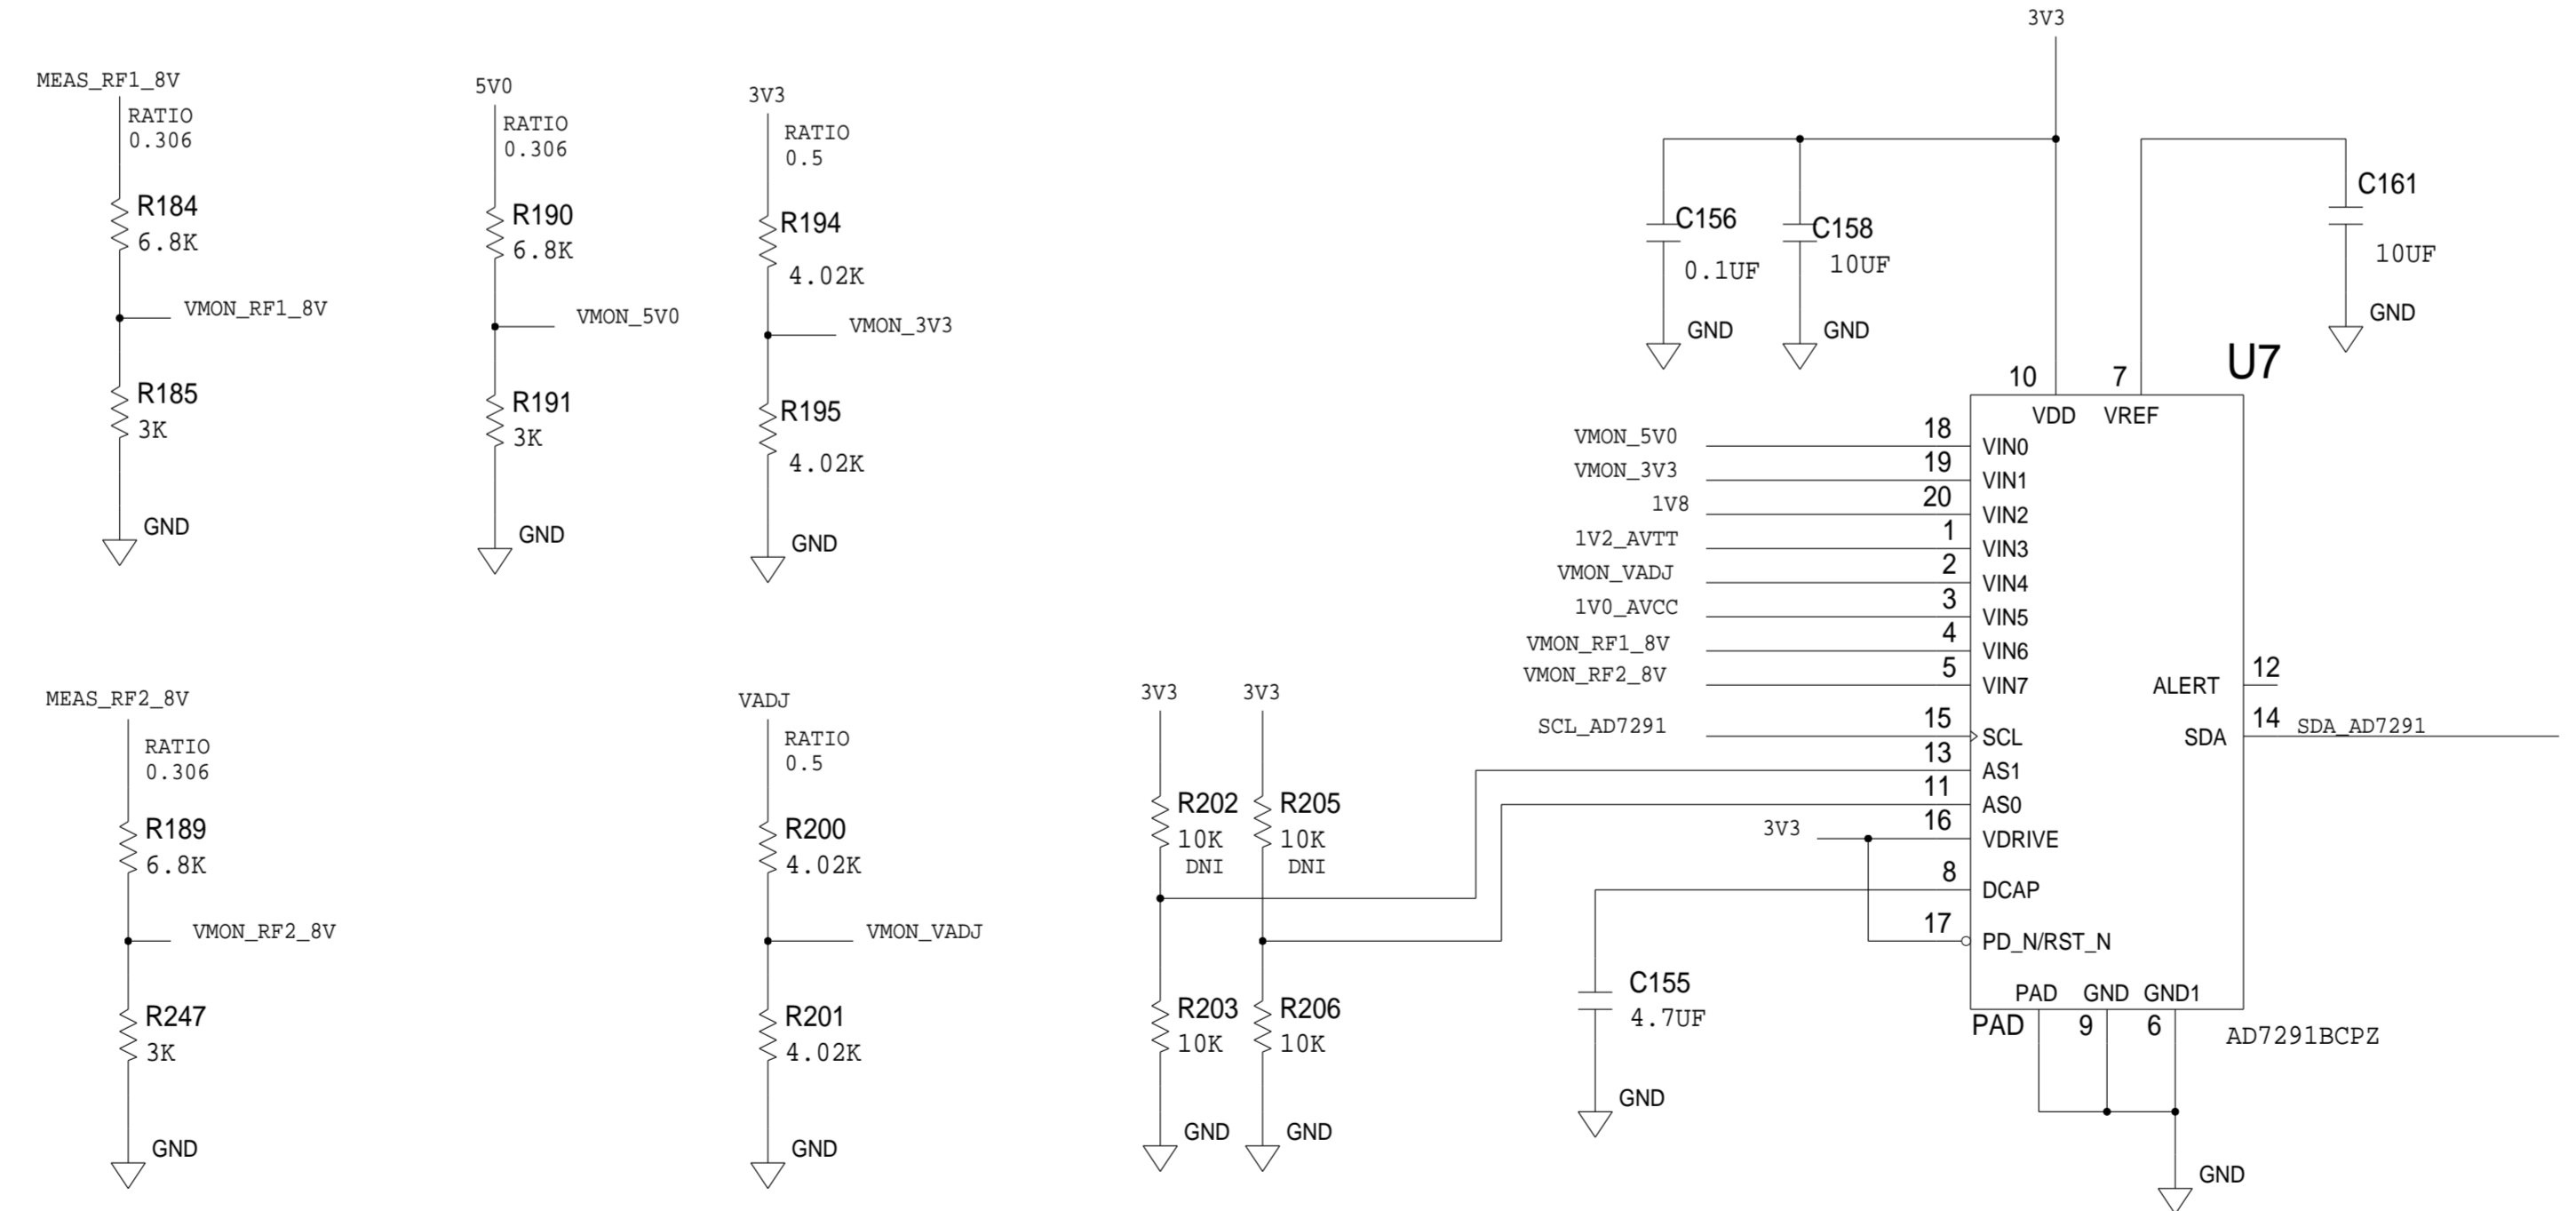 MEAS_RF1_8V
RATIO
0.306
R184
6.8K
VMON_RF1_8V
R185
3K
GND
5V0
RATIO
0.306
R190
6.8K
VMON_5V0
R191
3K
GND
3V3
RATIO
0.5
R194
4.02K
VMON_3V3
R195
4.02K
GND
MEAS_RF2_8V
RATIO
0.306
R189
6.8K
VMON_RF2_8V
R247
3K
GND
VADJ
RATIO
0.5
R200
4.02K
VMON_VADJ
R201
4.02K
GND
3V3
R202
10K
DNI
R203
10K
GND
3V3
R205
10K
DNI
R206
10K
GND
3V3
C156
0.1UF
GND
C158
10UF
GND
C161
10UF
GND
U7
10
7
VDD
VREF
VMON_5V0
18
VIN0
VMON_3V3
19
VIN1
1V8
20
VIN2
1V2_AVTT
1
VIN3
VMON_VADJ
2
VIN4
1V0_AVCC
3
VIN5
VMON_RF1_8V
4
VIN6
VMON_RF2_8V
5
VIN7
ALERT
12
SCL_AD7291
15
SCL
SDA
14
SDA_AD7291
13
AS1
11
AS0
3V3
16
VDRIVE
8
DCAP
17
PD_N/RST_N
C155
4.7UF
GND
PAD
GND
GND1
PAD
9
6
AD7291BCPZ
GND